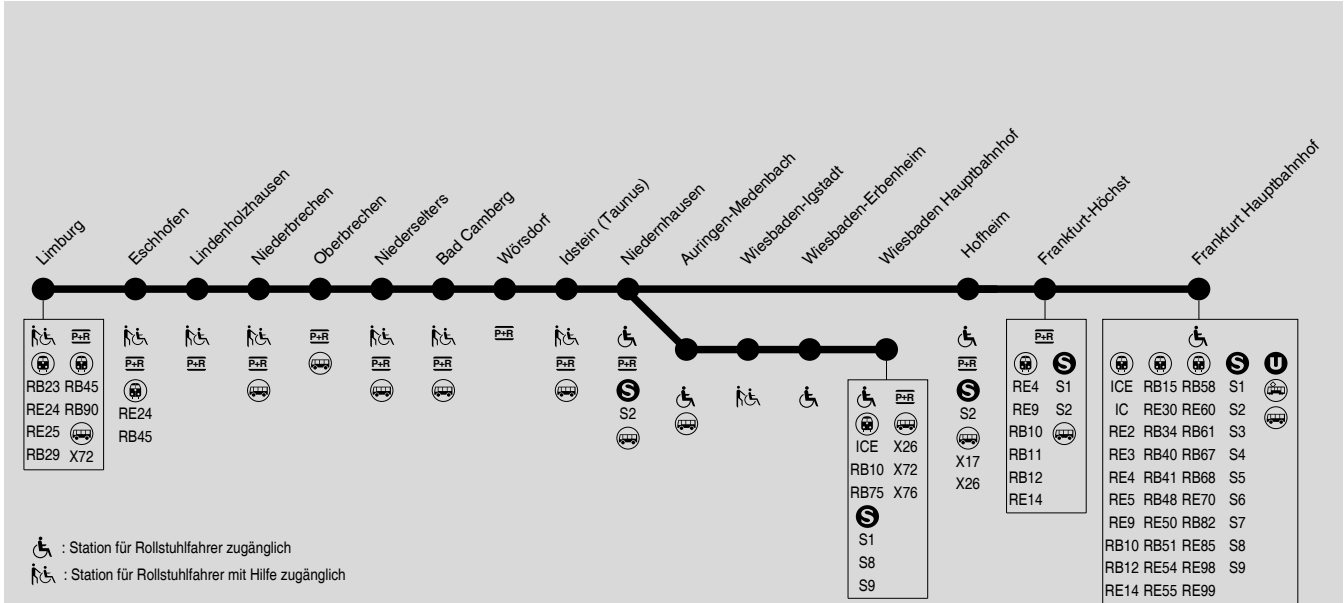 Limburg
Eschhofen
Lindenholzhausen
Niederbrechen
Oberbrechen
Niederselters
Bad Camberg
Wörsdorf
Idstein (Taunus)
Niedernhausen
Auringen-Medenbach
Wiesbaden-Igstadt
Wiesbaden-Erbenheim
Wiesbaden Hauptbahnhof
Hofheim
Frankfurt-Höchst
Frankfurt Hauptbahnhof
P+R
RB23 RB45
RE24 RB90
RE25
RB29 X72
P+R
RE24
RB45
P+R
P+R
P+R
P+R
P+R
P+R
P+R
P+R
S
S2
P+R
ICE X26
RB10 X72
RB75 X76
S
S1
S8
S9
P+R
S
S2
X17
X26
P+R
S
RE4 S1
RE9 S2
RB10
RB11
RB12
RE14
S U
ICE RB15 RB58 S1
IC RE30 RE60 S2
RE2 RB34 RB61 S3
RE3 RB40 RB67 S4
RE4 RB41 RB68 S5
RE5 RB48 RE70 S6
RE9 RE50 RB82 S7
RB10 RB51 RE85 S8
RB12 RE54 RE98 S9
RE14 RE55 RE99
: Station für Rollstuhlfahrer zugänglich
: Station für Rollstuhlfahrer mit Hilfe zugänglich